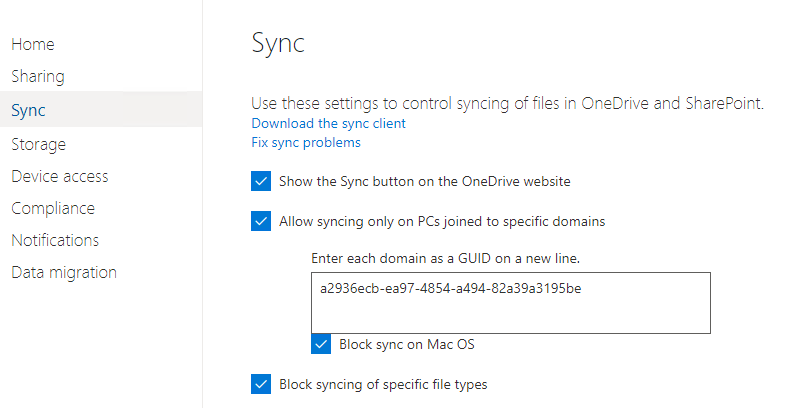 Home
Sharing
Sync
Storage
Device access
Compliance
Notifications
Data migration
Sync
Use these settings to control syncing of files in OneDrive and SharePoint.
Download the sync client
Fix sync problems
Show the Sync button on the OneDrive website
Allow syncing only on PCs joined to specific domains
Enter each domain as a GUID on a new line.
a2936ecb-ea97-4854-a494-82a39a3195be
Block sync on Mac OS
Block syncing of specific file types